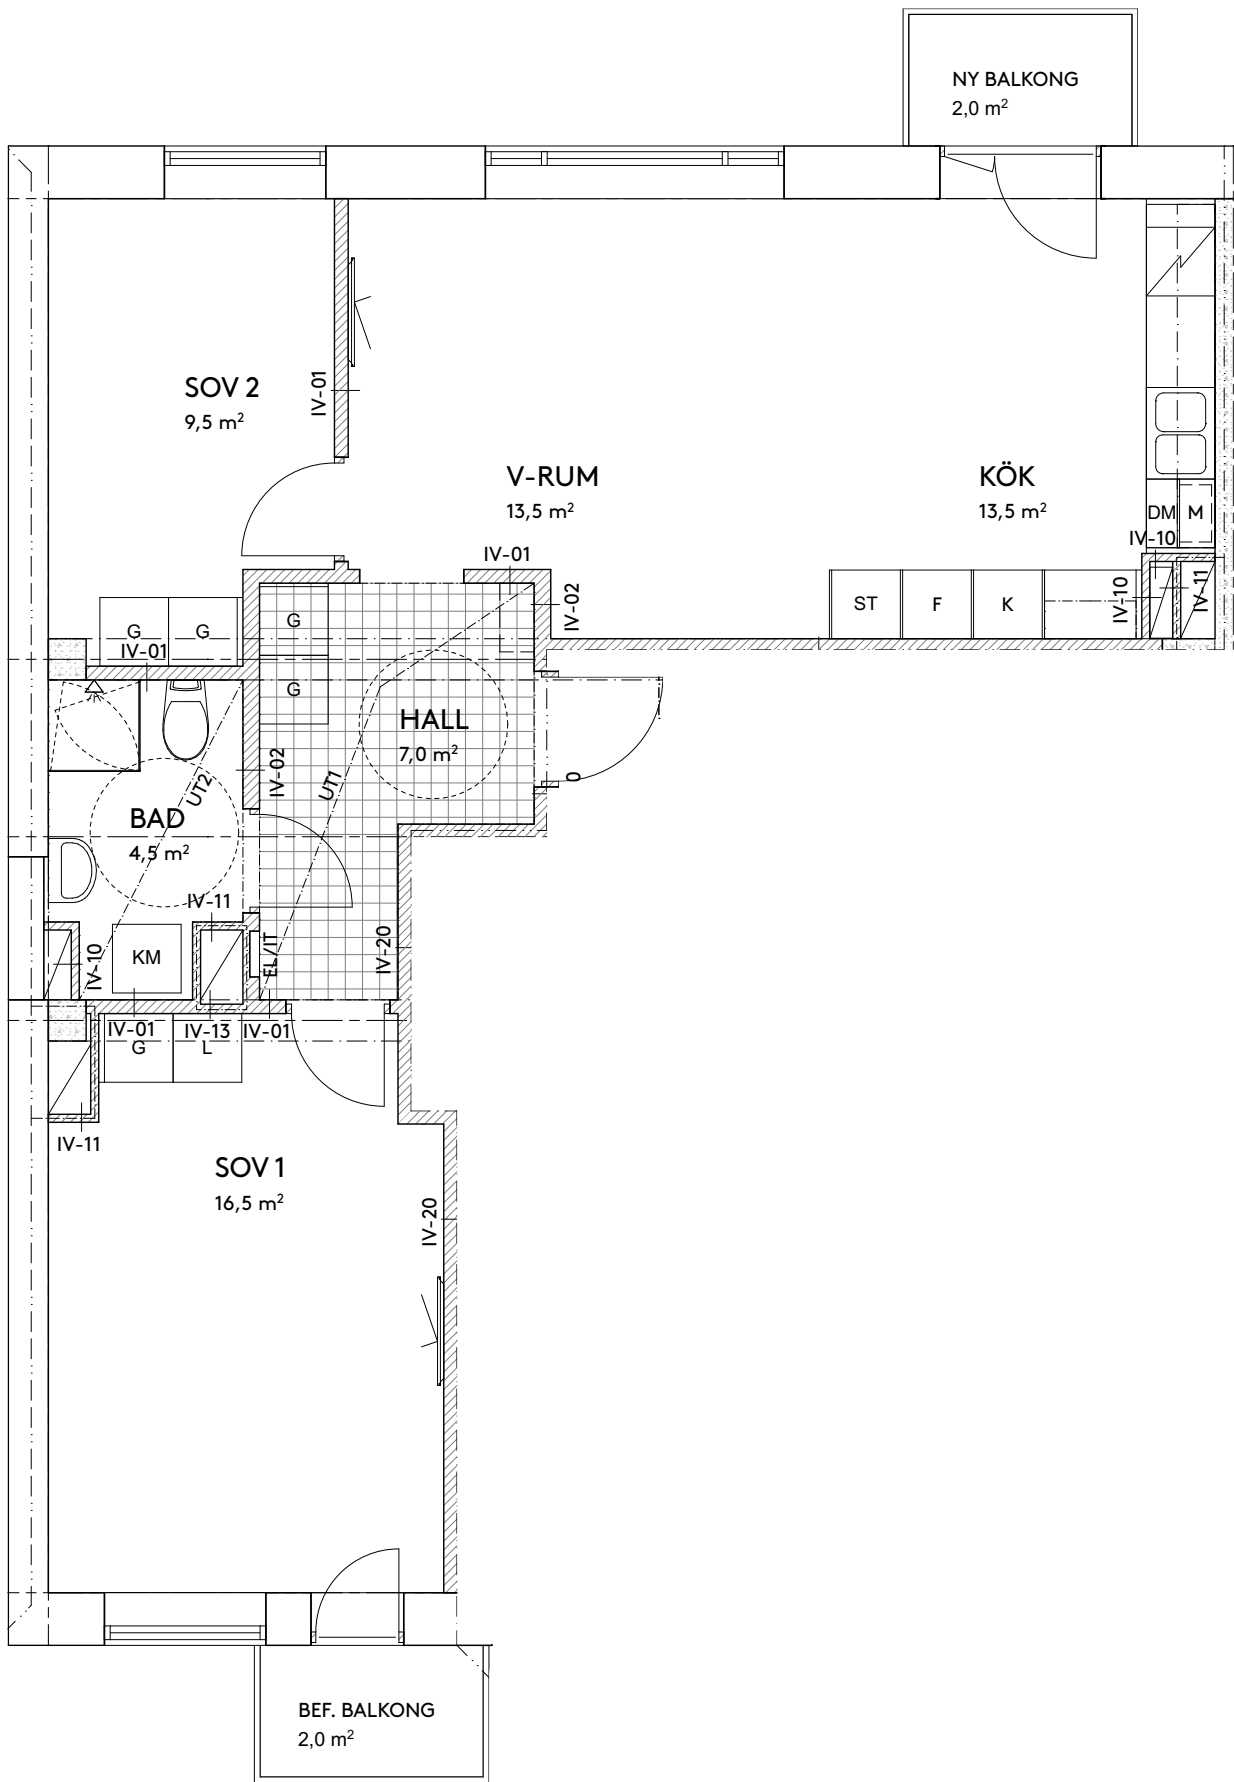 NY BALKONG
2,0 m²
SOV 2
9,5 m²
IV-01
V-RUM
13,5 m²
KÖK
13,5 m²
DM
M
IV-10
IV-01
IV-02
ST
F
K
IV-10
IV-11
G
G
IV-01
G
G
HALL
7,0 m²
IV-02
UT1
UT2
0
BAD
4,5 m²
IV-11
IV-10
KM
EL/IT
IV-20
IV-01
IV-13
IV-01
G
L
IV-11
SOV 1
16,5 m²
IV-20
BEF. BALKONG
2,0 m²